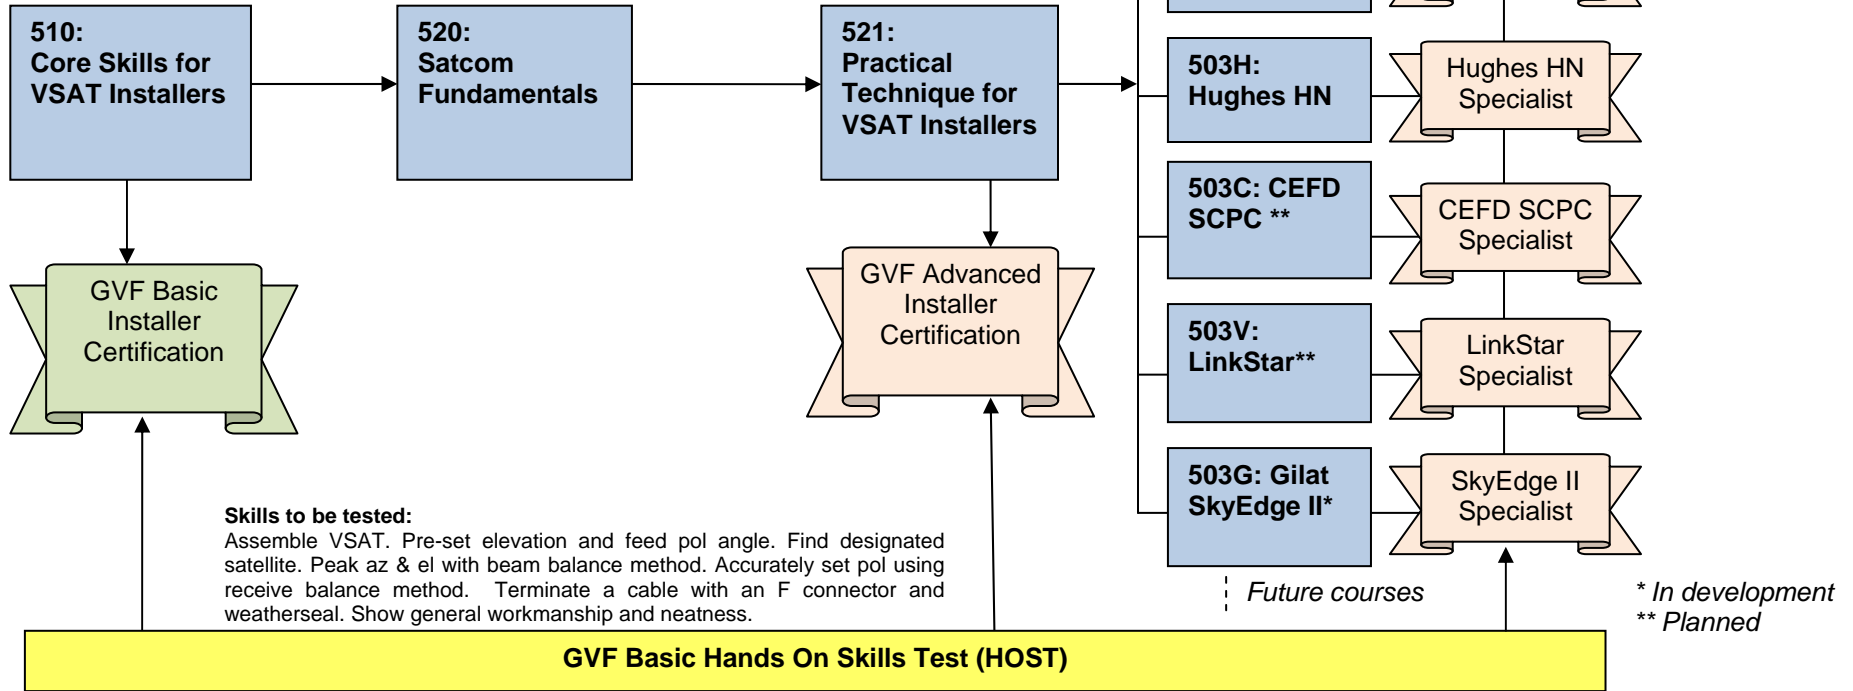 510:
Core Skills for
VSAT Installers
520:
Satcom
Fundamentals
521:
Practical
Technique for
VSAT Installers
503H:
Hughes HN
Hughes HN
Specialist
503C: CEFD
SCPC **
CEFD SCPC
Specialist
GVF Basic
Installer
Certification
GVF Advanced
Installer
Certification
503V:
LinkStar**
LinkStar
Specialist
503G: Gilat
SkyEdge II*
SkyEdge II
Specialist
Skills to be tested:
Assemble VSAT. Pre-set elevation and feed pol angle. Find designated
satellite. Peak az & el with beam balance method. Accurately set pol using
receive balance method. Terminate a cable with an F connector and
weatherseal. Show general workmanship and neatness.
Future courses
* In development
** Planned
GVF Basic Hands On Skills Test (HOST)